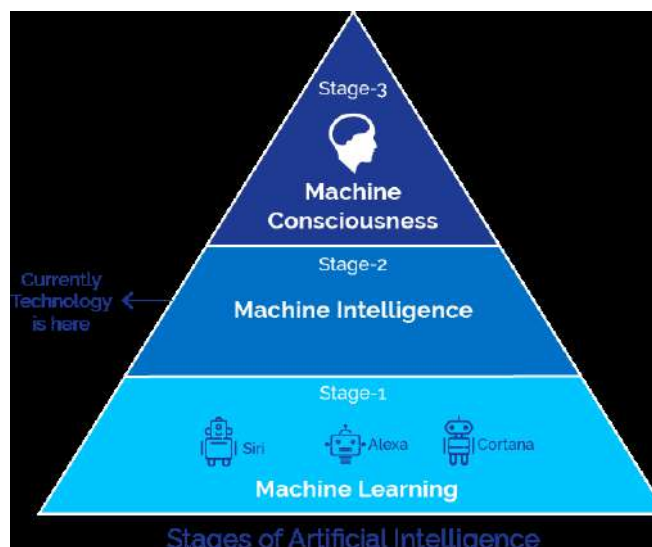 Stage-3
Machine
Consciousness
Stage-2
Currently
Technology
is here
Machine Intelligence
Stage-1
Siri
Alexa
Cortana
Machine Learning
Stages of Artificial Intelligence